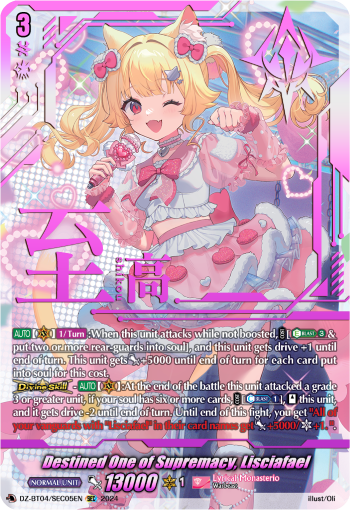 3
至高
shikou
AUTO 1/Turn :When this unit attacks while not boosted, BLAST 3 &
put two or more rear-guards into soul], and this unit gets drive +1 until
end of turn. This unit gets +5000 until end of turn for each card put
into soul for this cost.
Divine Skill - AUTO :At the end of the battle this unit attacked a grade
3 or greater unit, if your soul has six or more cards, BLAST 1 ], this
unit, and it gets drive -2 until end of turn. Until end of this fight, you get "All of
your vanguards with "Lisciafael" in their card names get +5000/ +1.".
Destined One of Supremacy, Lisciafael
NORMAL UNIT
13000
1
Lyrical Monasterio
DZ-BT04/SEC05EN SEC 2024
illust/Oli